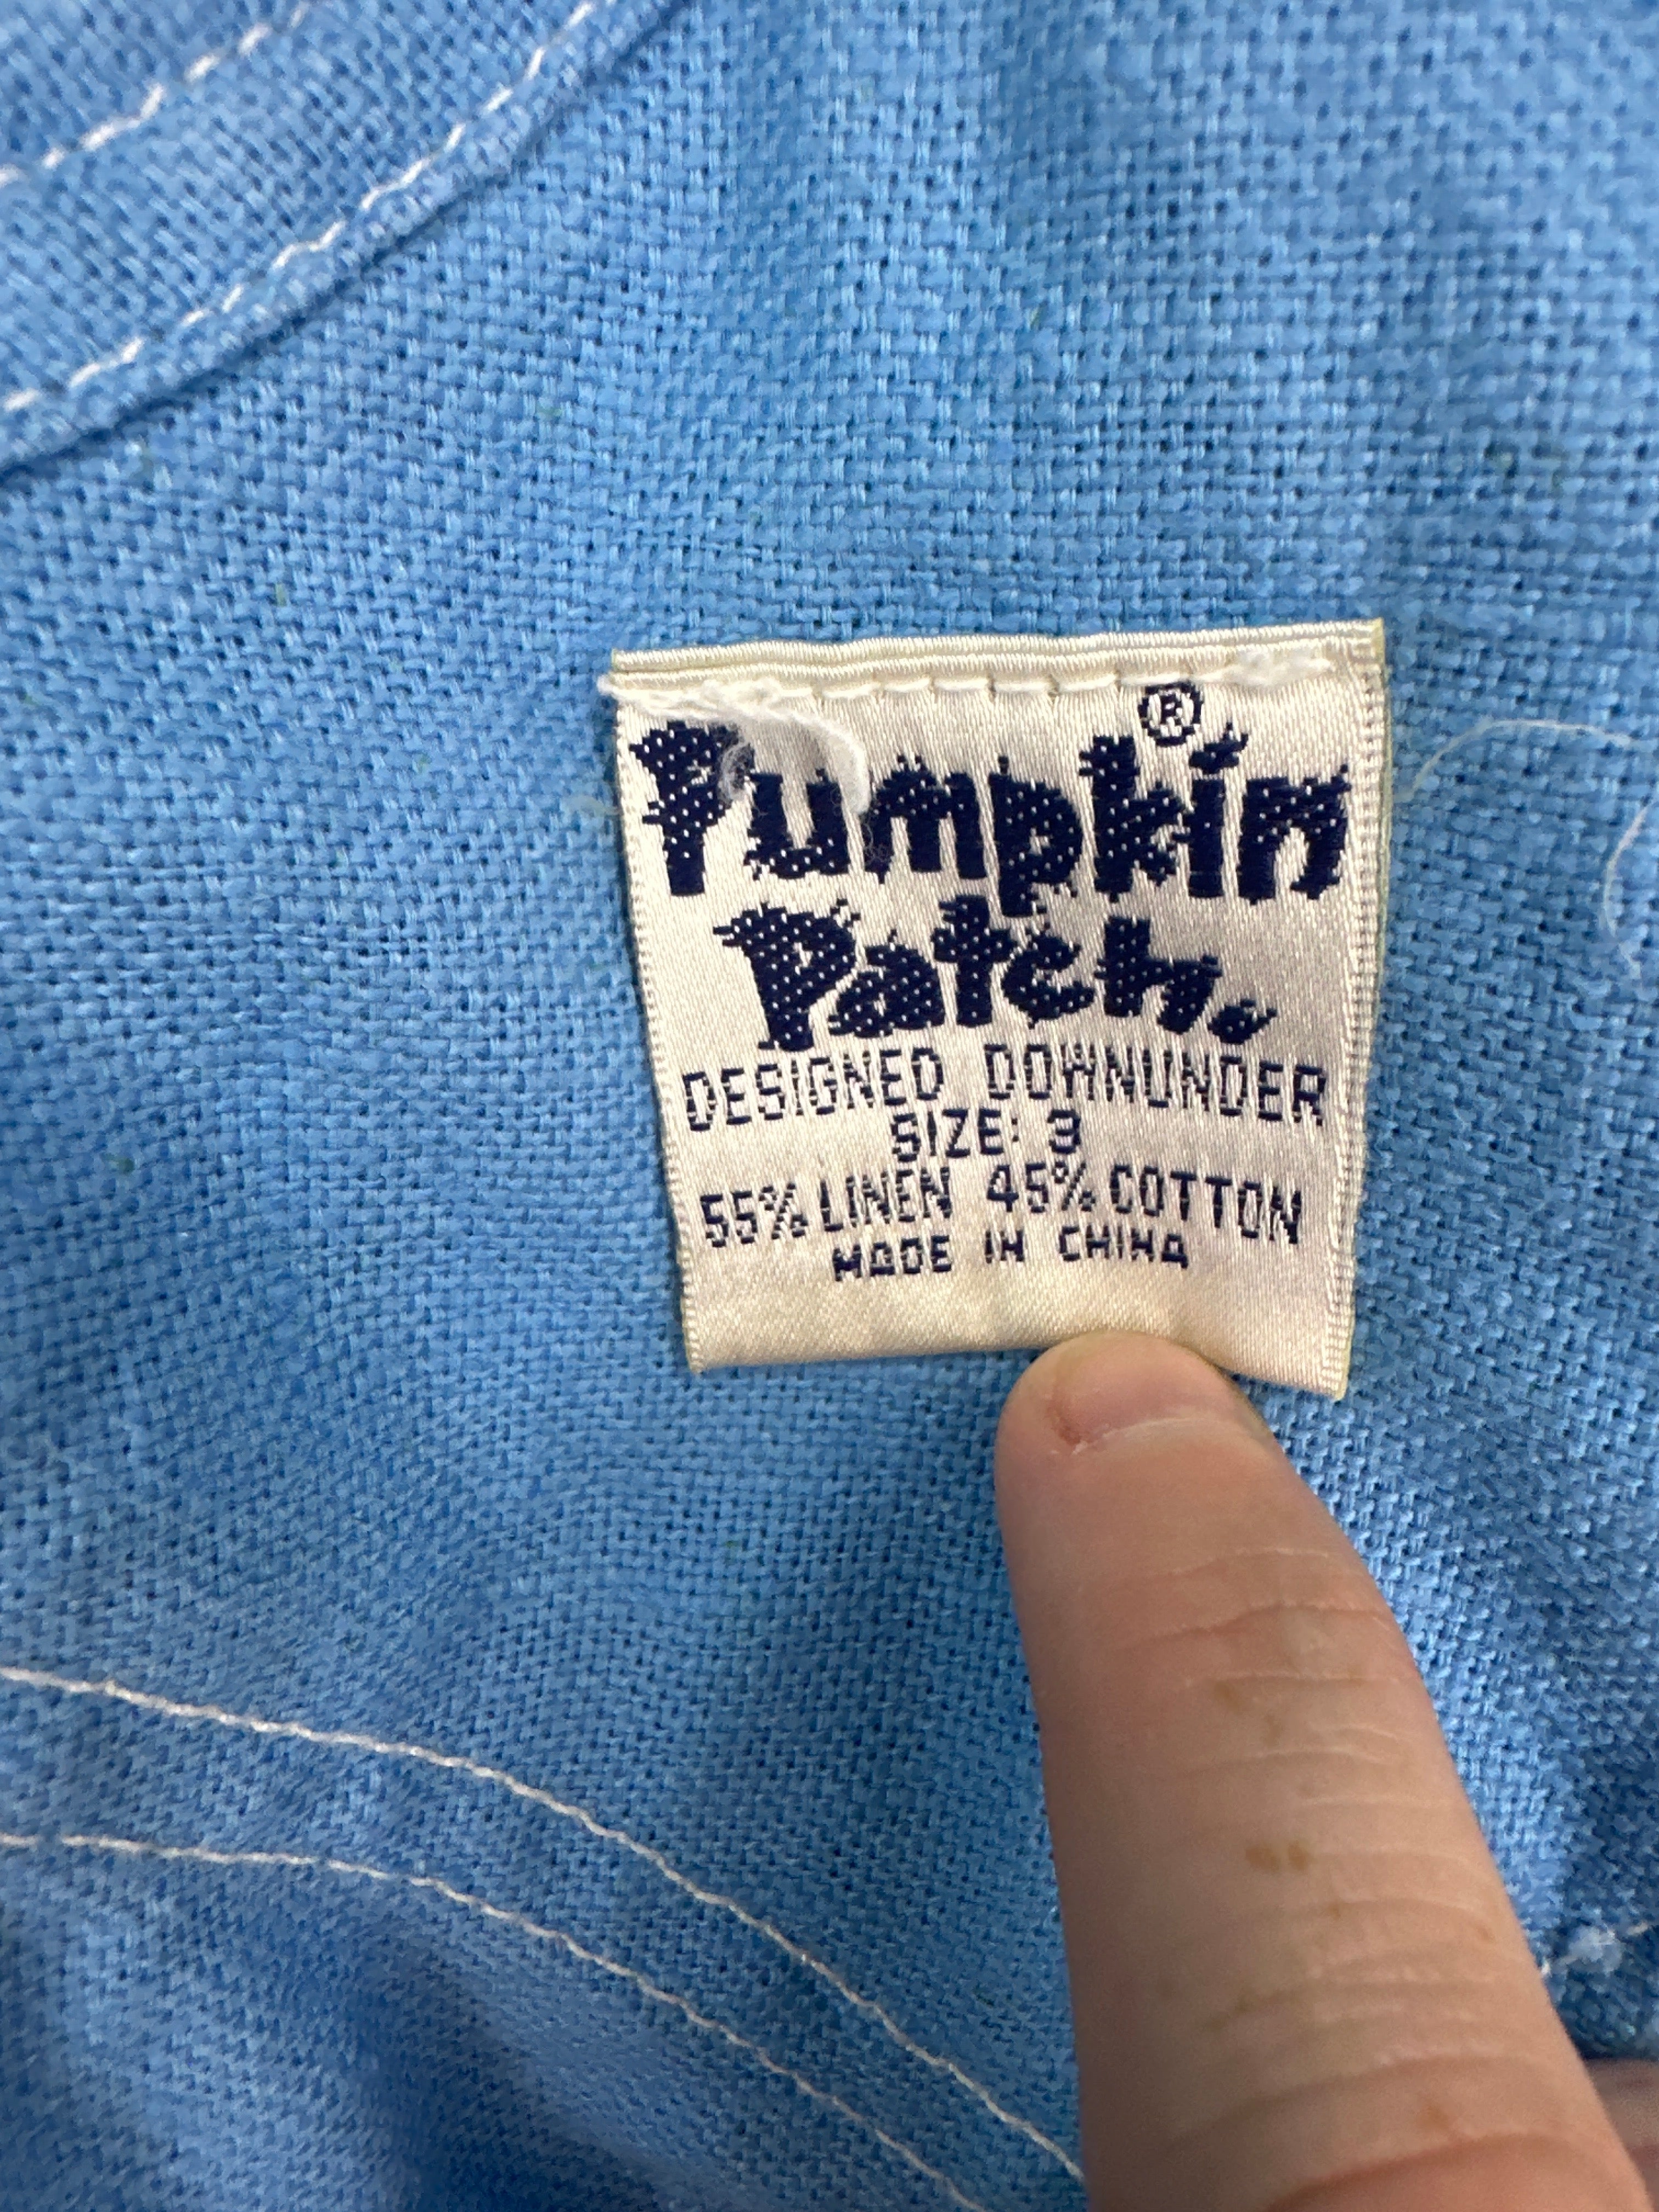 Pumpkin®
Patch.
DESIGNED DOWNUNDER
SIZE: 3
55% LINEN 45% COTTON
MADE IN CHINA